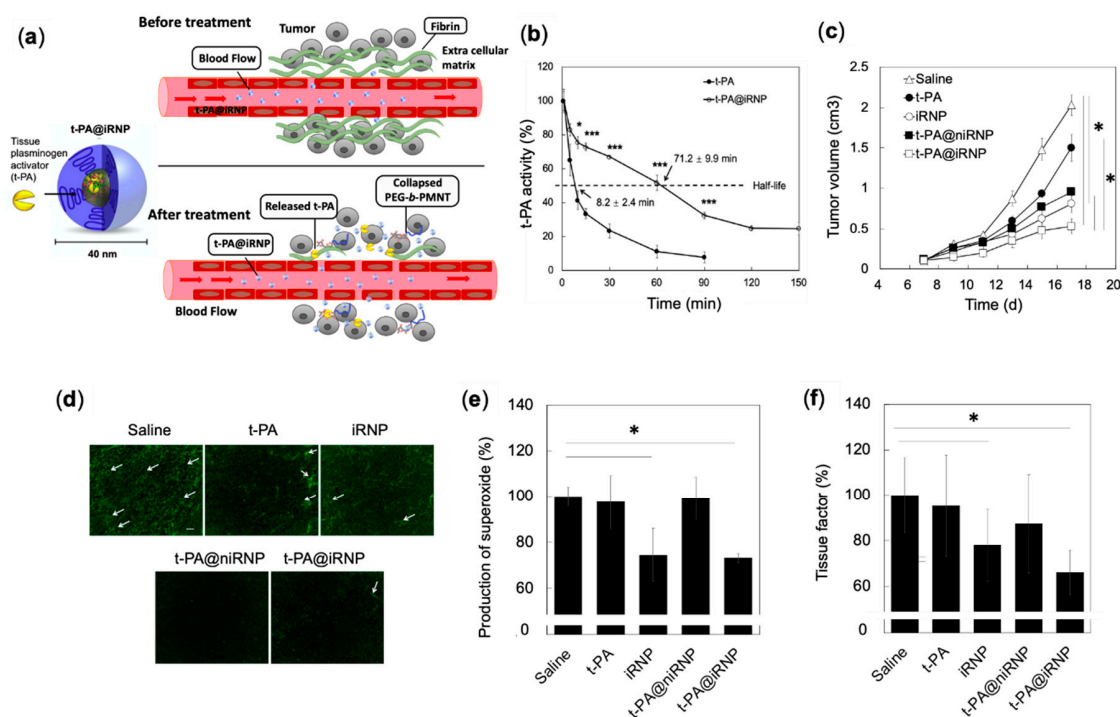 (a)
Before treatment
Tumor
Fibrin
Extra cellular
matrix
Blood Flow
t-PA@iRNP
t-PA@iRNP
Tissue
plasminogen
activator
(t-PA)
40 nm
After treatment
Released t-PA
Collapsed
PEG-b-PMNT
t-PA@iRNP
Blood Flow
(b)
t-PA activity (%)
120
100
80
60
40
20
0
t-PA
t-PA@iRNP
*
***
***
***
***
71.2 ± 9.9 min
Half-life
8.2 ± 2.4 min
0 30 60 90 120 150
Time (min)
(c)
Tumor volume (cm3)
2.5
2
1.5
1
0.5
0
Saline
t-PA
iRNP
t-PA@niRNP
t-PA@iRNP
*
*
4 6 8 10 12 14 16 18 20
Time (d)
(d)
Saline t-PA iRNP
t-PA@niRNP t-PA@iRNP
(e)
Production of superoxide (%)
140
120
100
80
60
0
*
Saline
t-PA
iRNP
t-PA@niRNP
t-PA@iRNP
(f)
Tissue factor (%)
140
120
100
80
60
0
*
Saline
t-PA
iRNP
t-PA@niRNP
t-PA@iRNP